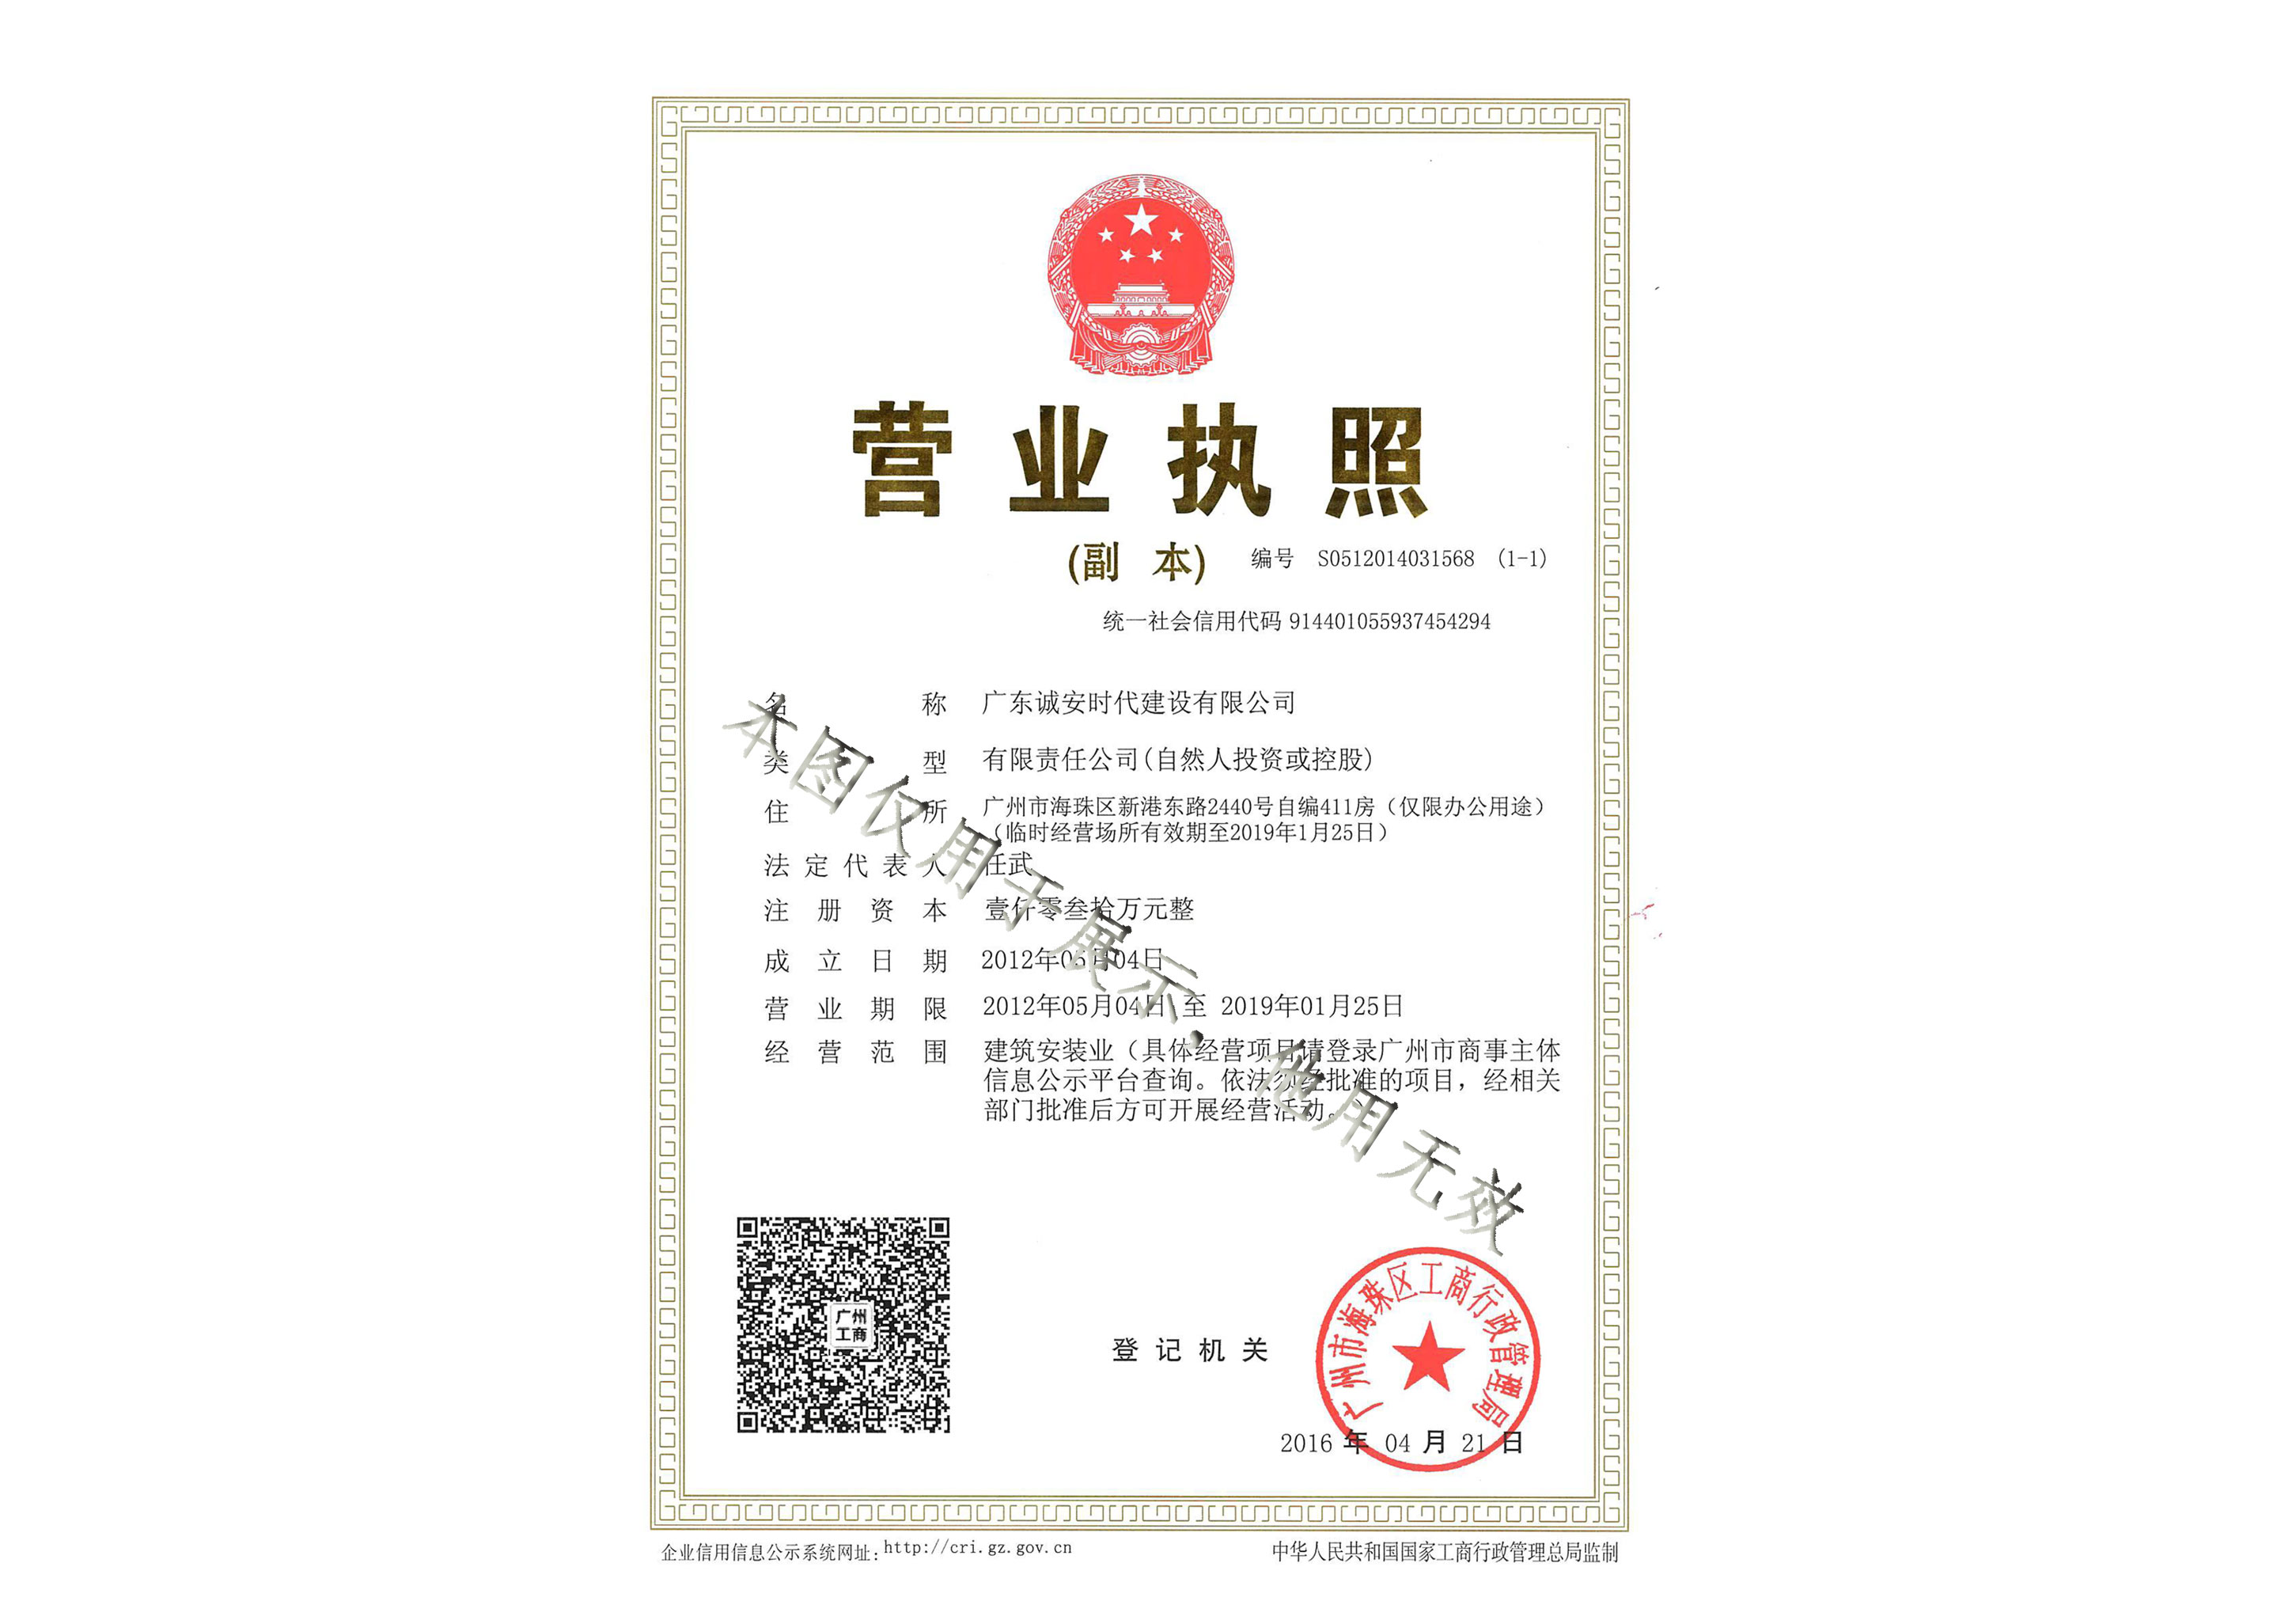 营业执照
(副 本) 编号 S0512014031568 (1-1)
统一社会信用代码 914401055937454294
名 称 广东诚安时代建设有限公司
类 型 有限责任公司(自然人投资或控股)
住 所 广州市海珠区新港东路2440号自编411房（仅限办公用途）
（临时经营场所有效期至2019年1月25日）
法定代表人 任武
注册资本 壹仟零叁拾万元整
成立日期 2012年05月04日
营业期限 2012年05月04日 至 2019年01月25日
经营范围 建筑安装业（具体经营项目请登录广州市商事主体
信息公示平台查询。依法须经批准的项目，经相关
部门批准后方可开展经营活动。）
本图仅用于展示，他用无效
广州
工商
登记机关
广州市海珠区工商行政管理局
2016 年 04 月 21 日
企业信用信息公示系统网址：http://cri.gz.gov.cn
中华人民共和国国家工商行政管理总局监制